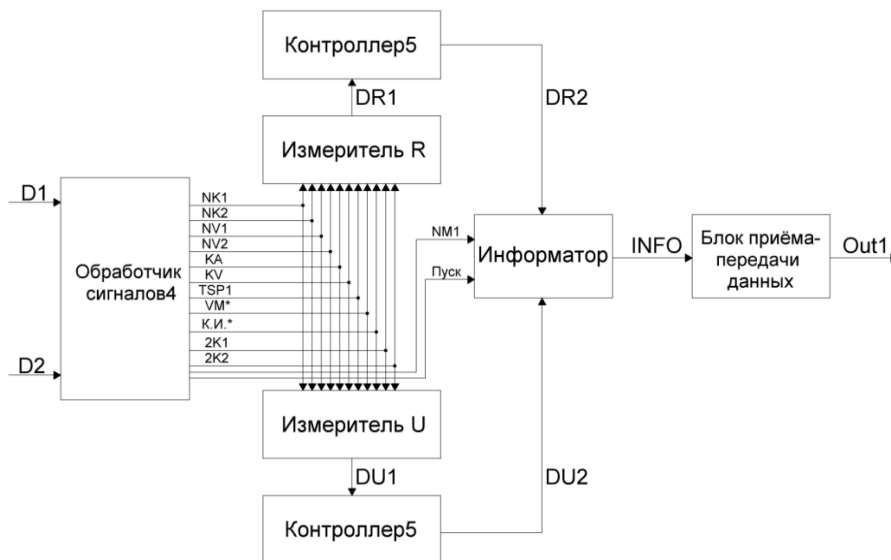 Контроллер5
DR1
DR2
Измеритель R
D1
NK1
NK2
NV1
NV2
KA
KV
TSP1
VM*
К.И.*
2K1
2K2
Обработчик
сигналов4
D2
NM1
Пуск
Информатор
INFO
Блок приёма-
передачи
данных
Out1
Измеритель U
DU1
DU2
Контроллер5